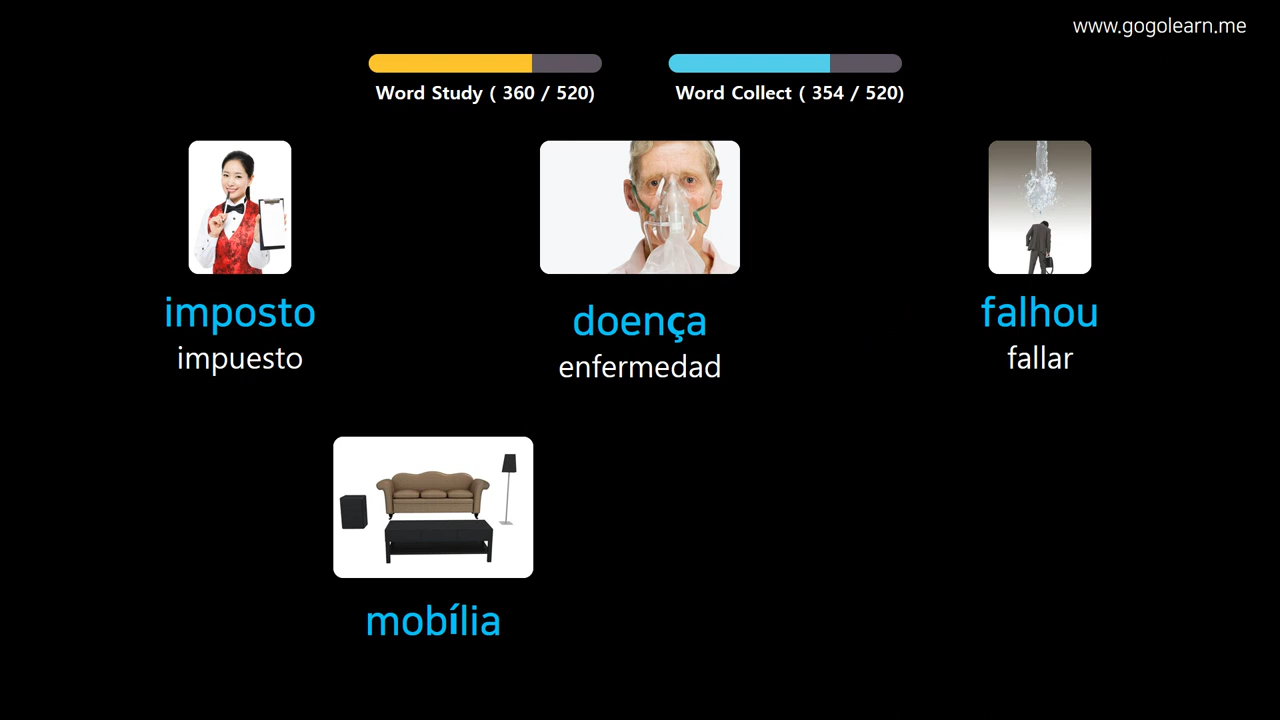 www.gogolearn.me
Word Study ( 360 / 520)
Word Collect ( 354 / 520)
imposto
impuesto
doença
enfermedad
falhou
fallar
mobília